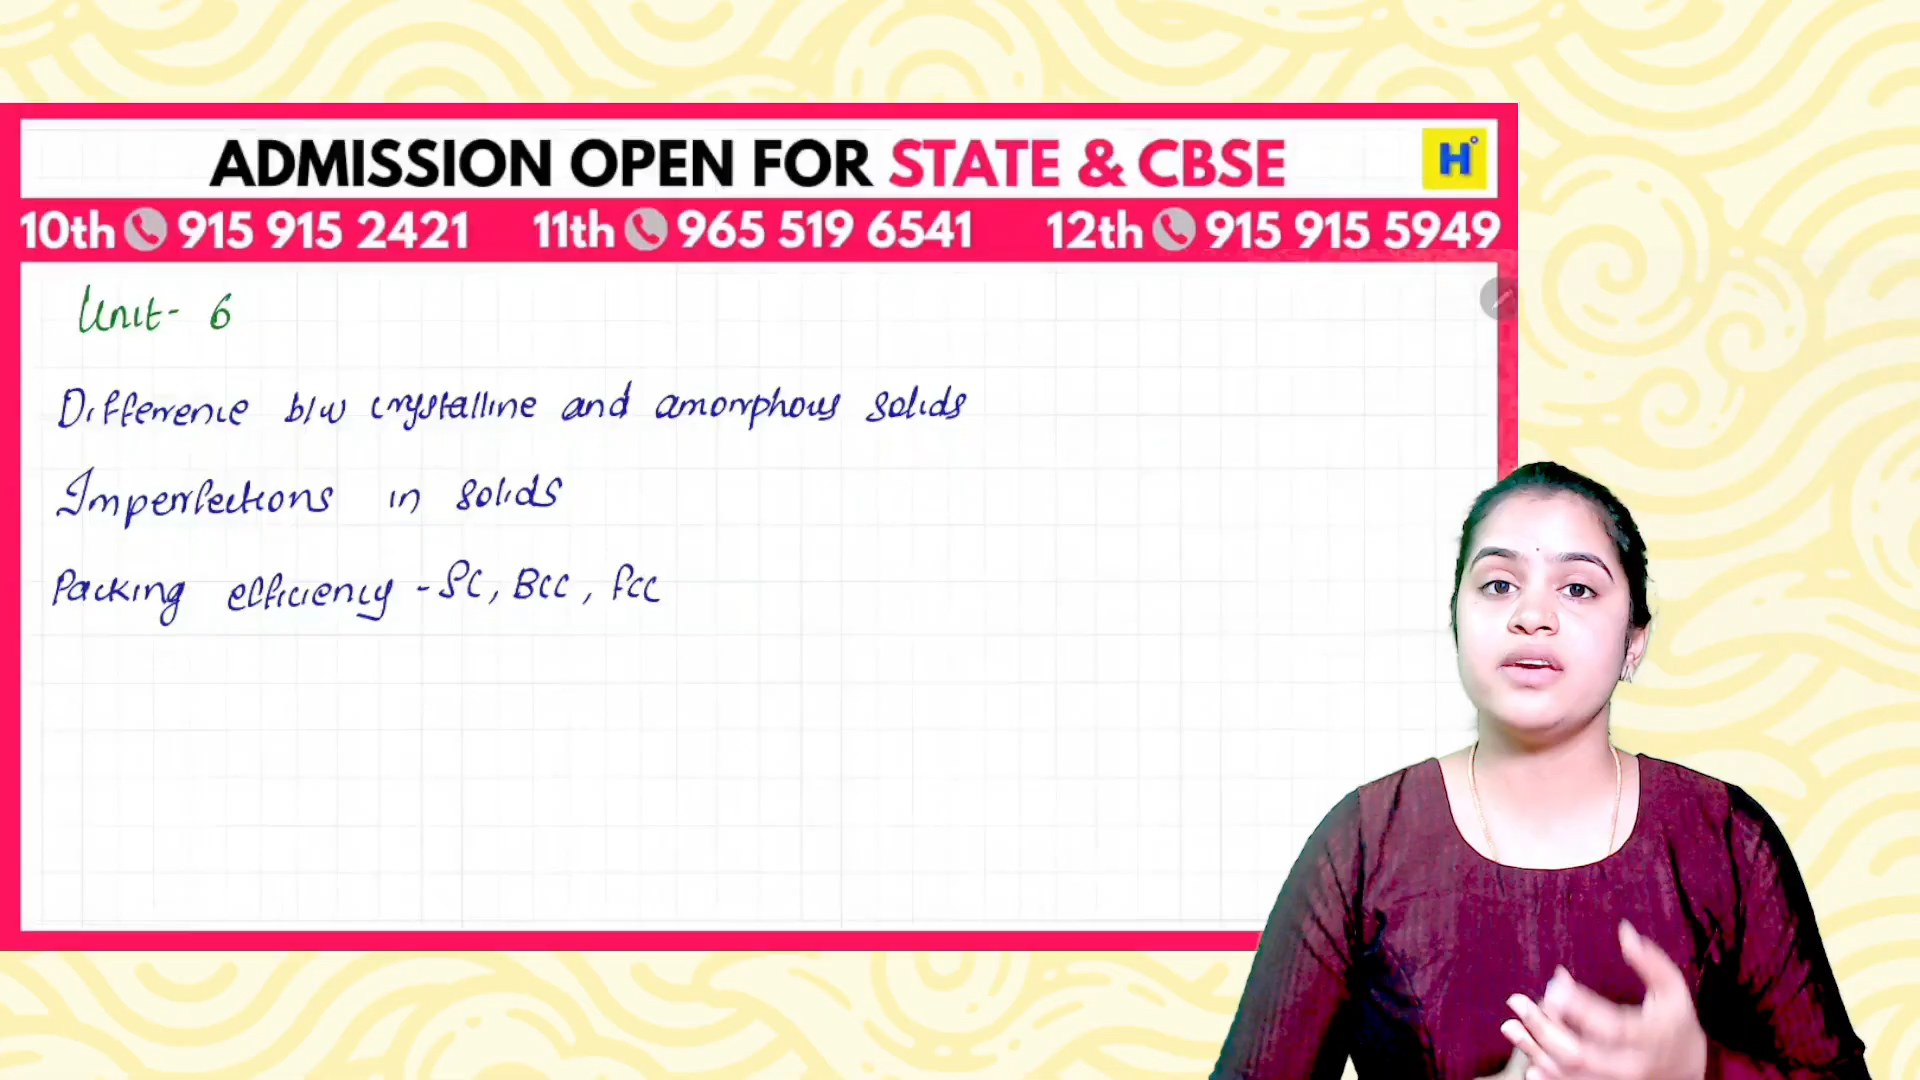 ADMISSION OPEN FOR STATE & CBSE
H
10th 915 915 2421 11th 965 519 6541 12th 915 915 5949
Unit - 6
Difference b/w crystalline and amorphous solids
Imperfections in solids
Packing efficiency - SC, BCC, FCC